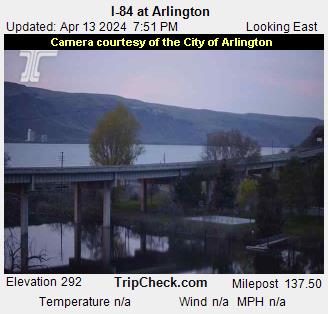 I-84 at Arlington
Updated: Apr 13 2024 7:51 PM Looking East
Camera courtesy of the City of Arlington
Elevation 292 TripCheck.com Milepost 137.50
Temperature n/a Wind n/a MPH n/a